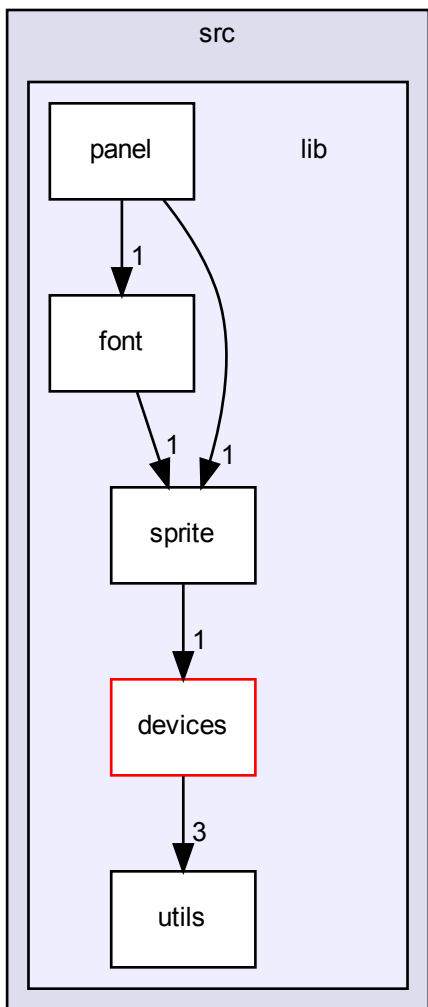 src
panel
lib
1
font
1
1
sprite
1
devices
3
utils